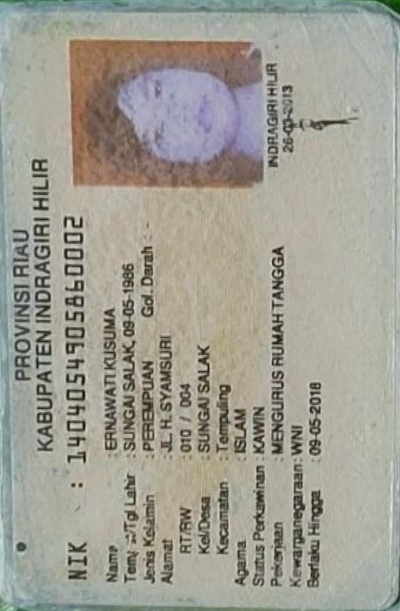 PROVINSI RIAU
KABUPATEN INDRAGIRI HILIR
NIK : 1404054905860002
Nama : ERNAWATI KUSUMA
Tempat/Tgl Lahir : SUNGAI SALAK, 09-05-1986
Jenis Kelamin : PEREMPUAN Gol. Darah : -
Alamat : JL. H. SYAMSURI
RT/RW : 010 / 004
Kel/Desa : SUNGAI SALAK
Kecamatan : Tempuling
Agama : ISLAM
Status Perkawinan : KAWIN
Pekerjaan : MENGURUS RUMAH TANGGA
Kewarganegaraan : WNI
Berlaku Hingga : 09-05-2018
INDRAGIRI HILIR
26-03-2013